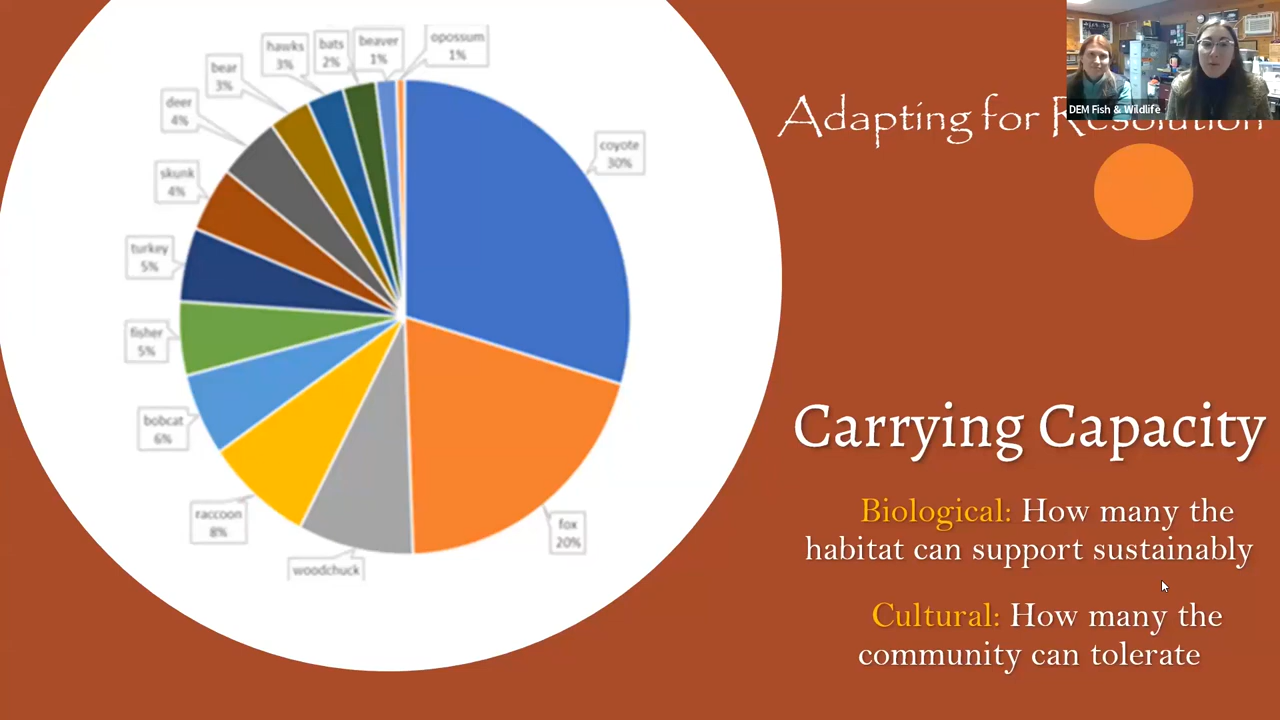 opossum
1%
beaver
1%
bats
2%
hawks
3%
bear
3%
deer
4%
skunk
4%
turkey
5%
fisher
5%
bobcat
6%
raccoon
8%
woodchuck
fox
20%
coyote
30%
DEM Fish & Wildlife
Adapting for Resolution
Carrying Capacity
Biological: How many the
habitat can support sustainably
Cultural: How many the
community can tolerate